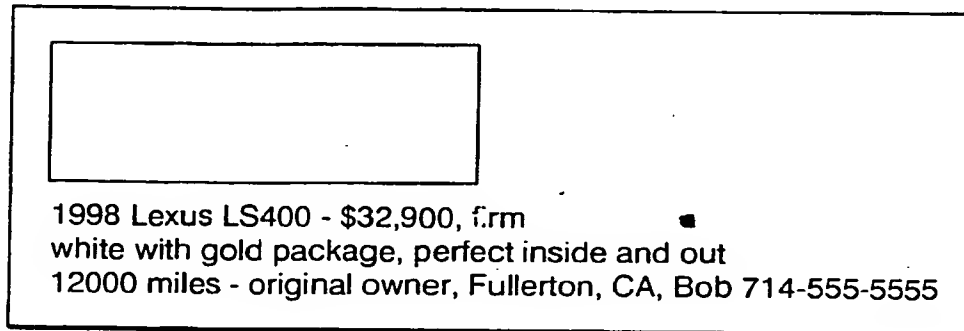 1998 Lexus LS400 - $32,900, firm
white with gold package, perfect inside and out
12000 miles - original owner, Fullerton, CA, Bob 714-555-5555